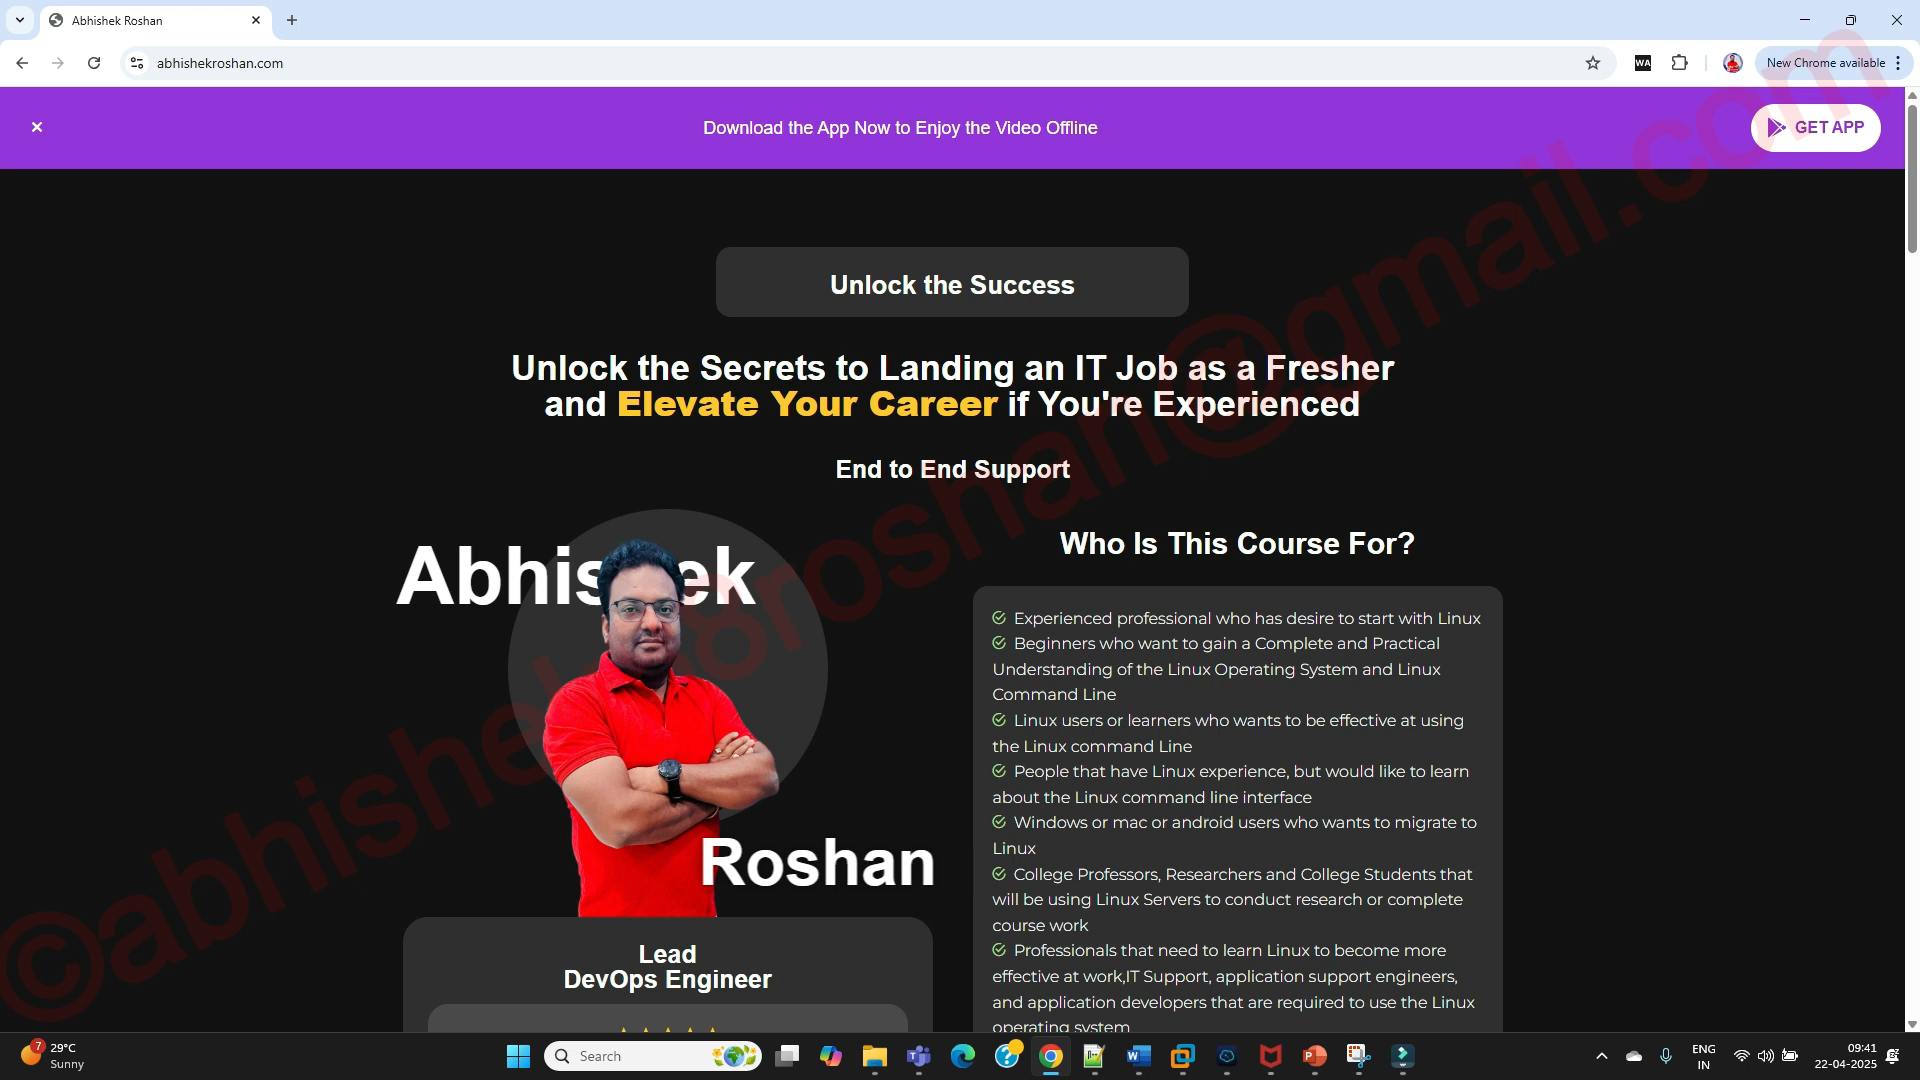 Abhishek Roshan
abhishekroshan.com
WA
New Chrome available
Download the App Now to Enjoy the Video Offline
GET APP
Unlock the Success
Unlock the Secrets to Landing an IT Job as a Fresher
and Elevate Your Career if You're Experienced
End to End Support
Abhis ek
Roshan
Lead
DevOps Engineer
Who Is This Course For?
Experienced professional who has desire to start with Linux
Beginners who want to gain a Complete and Practical
Understanding of the Linux Operating System and Linux
Command Line
Linux users or learners who wants to be effective at using
the Linux command Line
People that have Linux experience, but would like to learn
about the Linux command line interface
Windows or mac or android users who wants to migrate to
Linux
College Professors, Researchers and College Students that
will be using Linux Servers to conduct research or complete
course work
Professionals that need to learn Linux to become more
effective at work,IT Support, application support engineers,
and application developers that are required to use the Linux
operating system
7
29°C
Sunny
Search
ENG
IN
09:41
22-04-2025